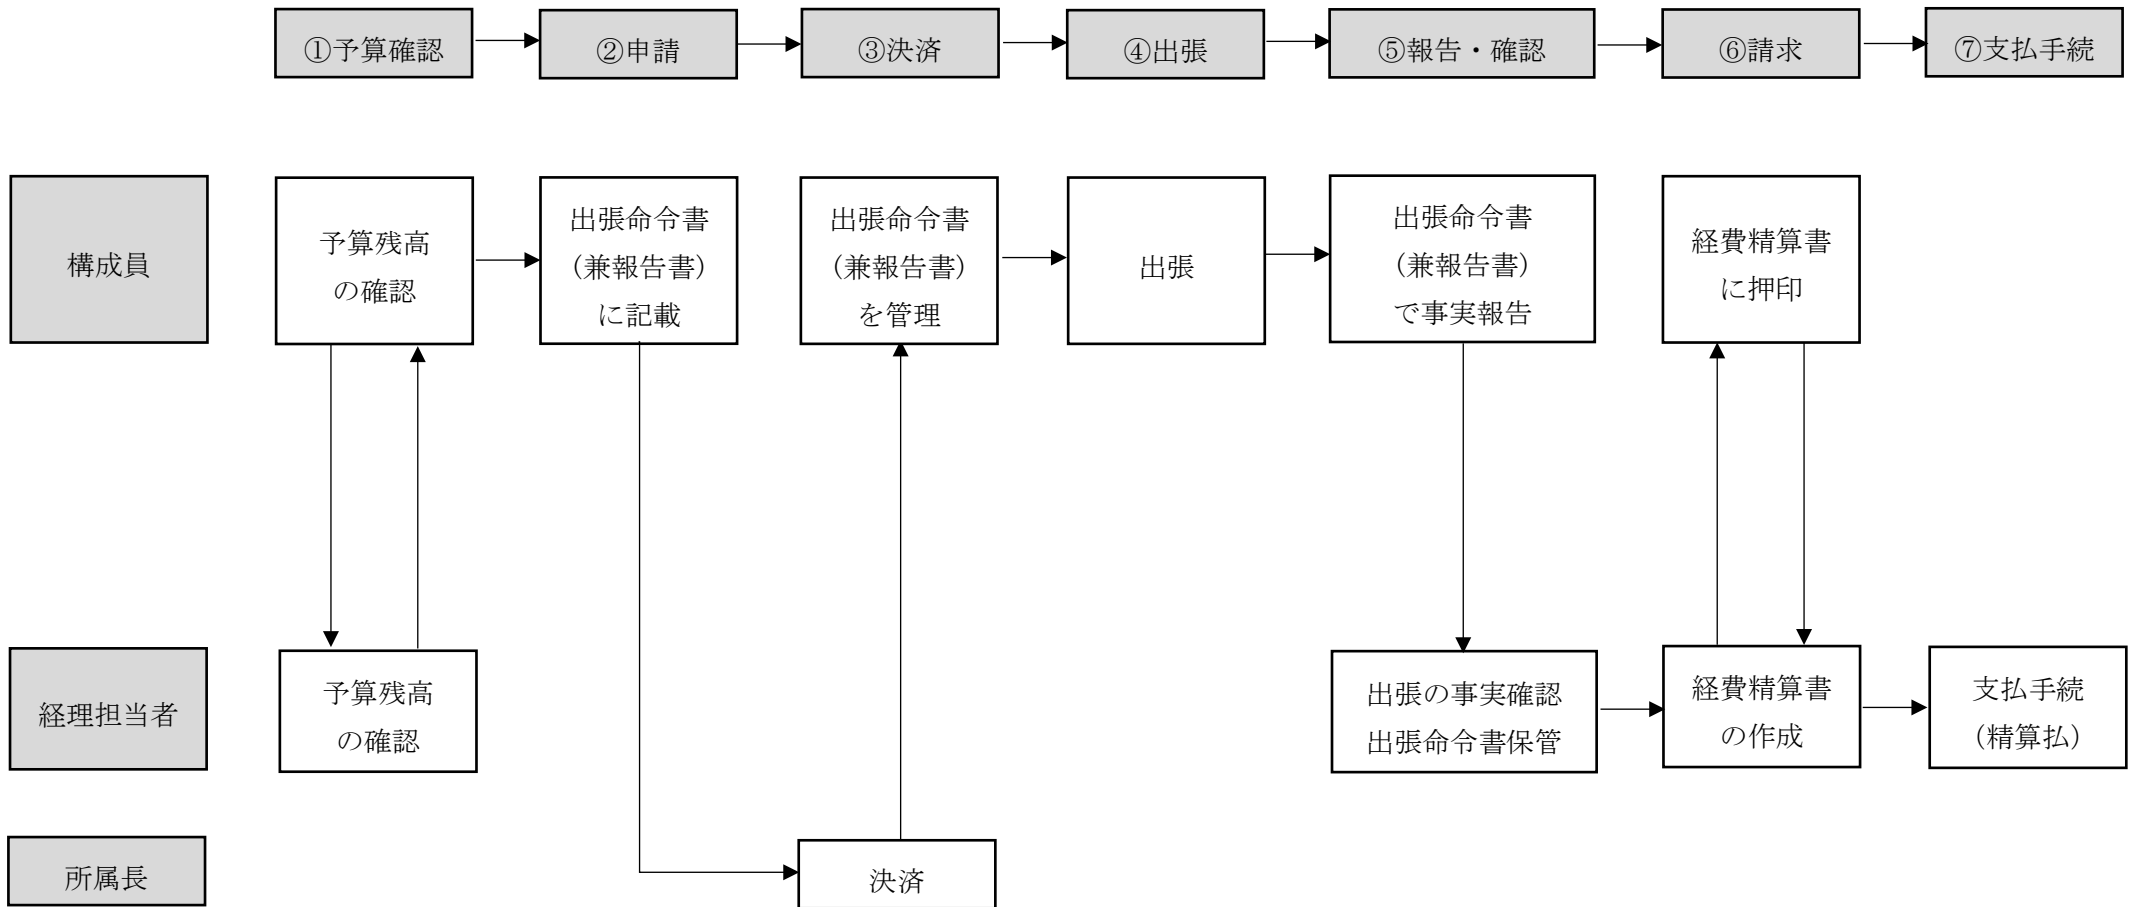 ①予算確認
②申請
③決済
④出張
⑤報告・確認
⑥請求
⑦支払手続
構成員
予算残高
の確認
出張命令書
（兼報告書）
に記載
出張命令書
（兼報告書）
を管理
出張
出張命令書
（兼報告書）
で事実報告
経費精算書
に押印
経理担当者
予算残高
の確認
出張の事実確認
出張命令書保管
経費精算書
の作成
支払手続
（精算払）
所属長
決済